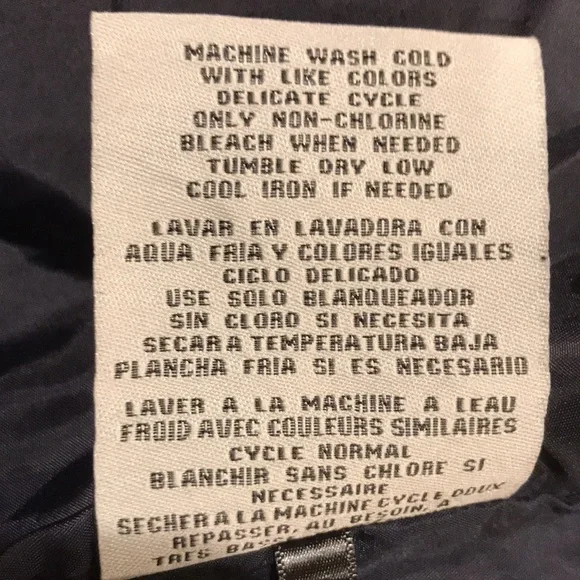 MACHINE WASH COLD
WITH LIKE COLORS
DELICATE CYCLE
ONLY NON-CHLORINE
BLEACH WHEN NEEDED
TUMBLE DRY LOW
COOL IRON IF NEEDED
LAVAR EN LAVADORA CON
AQUA FRIA Y COLORES IGUALES
CICLO DELICADO
USE SOLO BLANQUEADOR
SIN CLORO SI NECESITA
SECAR A TEMPERATURA BAJA
PLANCHA FRIA SI ES NECESARIO
LAVER A LA MACHINE A LEAU
FROID AVEC COULEURS SIMILAIRES
CYCLE NORMAL
BLANCHIR SANS CHLORE SI
NECESSAIRE
SECHER A LA MACHINE CYCLE DOUX
REPASSER, AU BESOIN, A
TRES